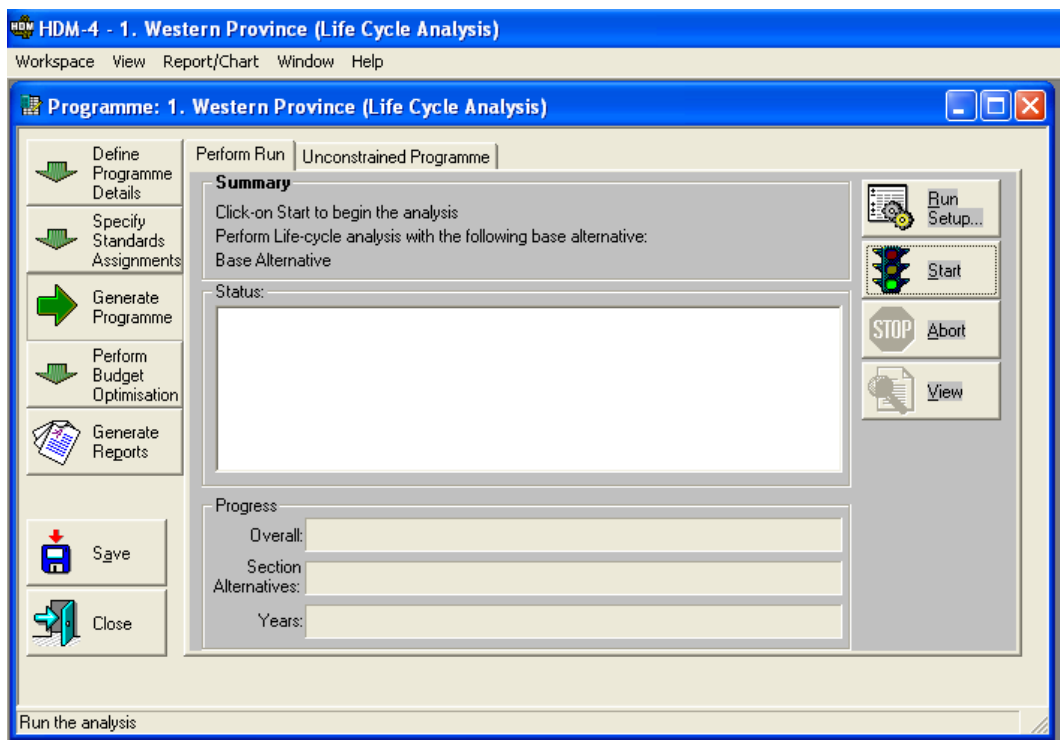 HDM-4 - 1. Western Province (Life Cycle Analysis)
Workspace View Report/Chart Window Help
Programme: 1. Western Province (Life Cycle Analysis)
Define
Programme
Details
Specify
Standards
Assignments
Generate
Programme
Perform
Budget
Optimisation
Generate
Reports
Save
Close
Perform Run
Unconstrained Programme
Summary
Click-on Start to begin the analysis
Perform Life-cycle analysis with the following base alternative:
Base Alternative
Status:
Progress
Overall:
Section
Alternatives:
Years:
Run
Setup...
Start
STOP
Abort
View
Run the analysis